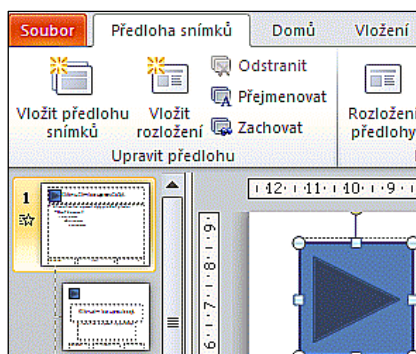 Soubor Předloha snímků Domů Vložení
Vložit předlohu snímků
Vložit rozložení
Odstranit
Přejmenovat
Zachovat
Rozložení předlohy
Upravit předlohu
1
12 11 10 9
9
8
7
6